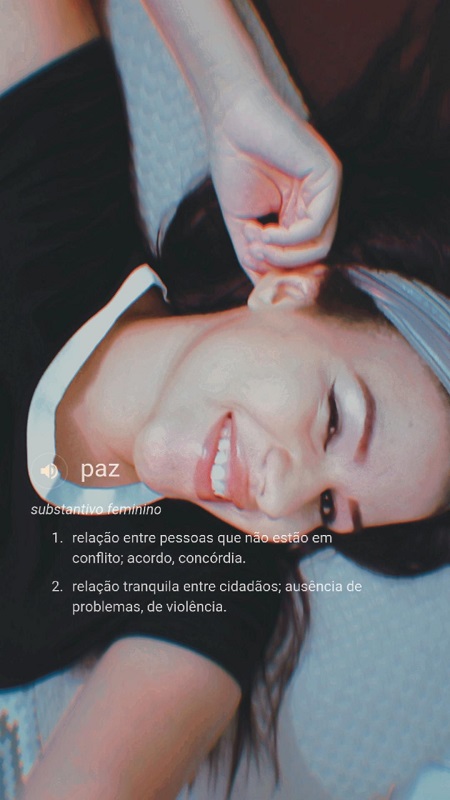 paz
substantivo feminino
1. relação entre pessoas que não estão em
conflito; acordo, concórdia.
2. relação tranquila entre cidadãos; ausência de
problemas, de violência.